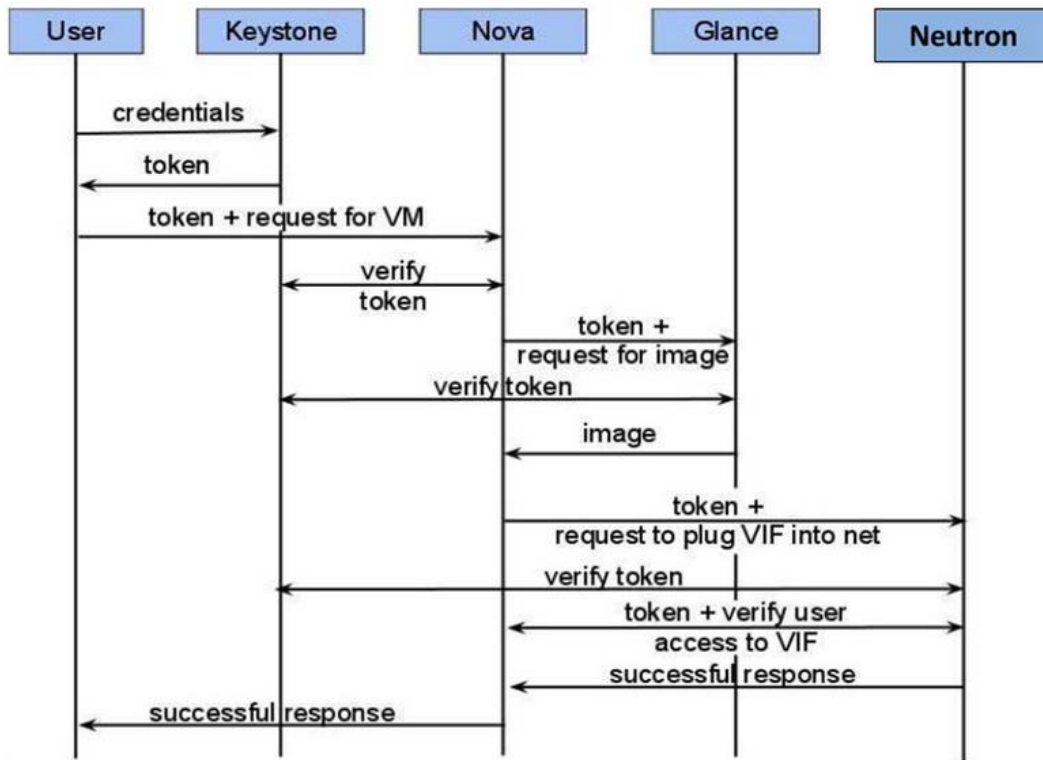 User
Keystone
Nova
Glance
Neutron
credentials
token
token + request for VM
verify
token
token +
request for image
verify token
image
token +
request to plug VIF into net
verify token
token + verify user
access to VIF
successful response
successful response